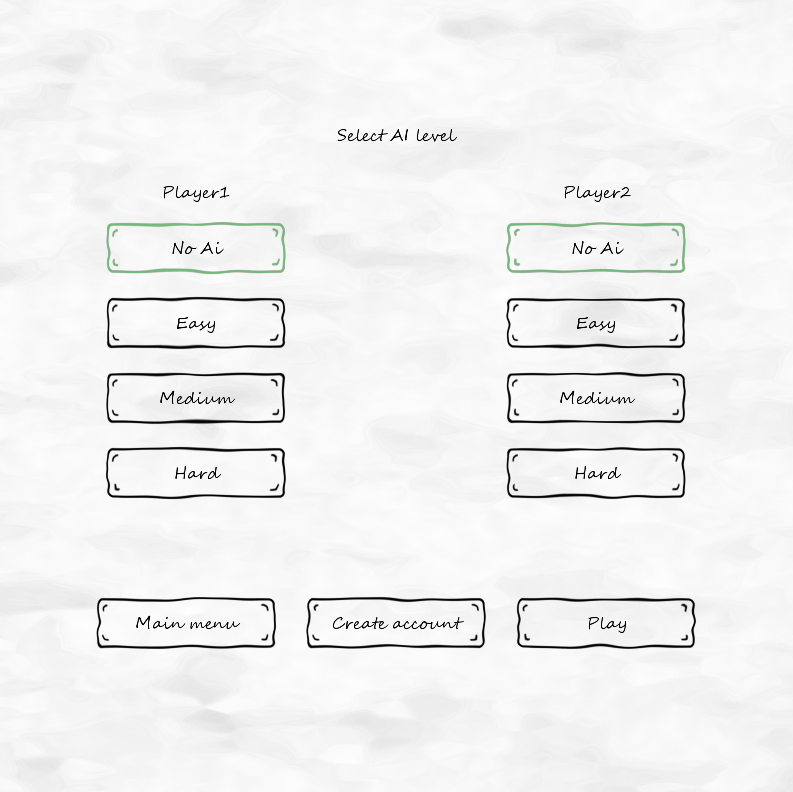 Select AI level
Player1 Player2
No Ai No Ai
Easy Easy
Medium Medium
Hard Hard
Main menu Create account Play